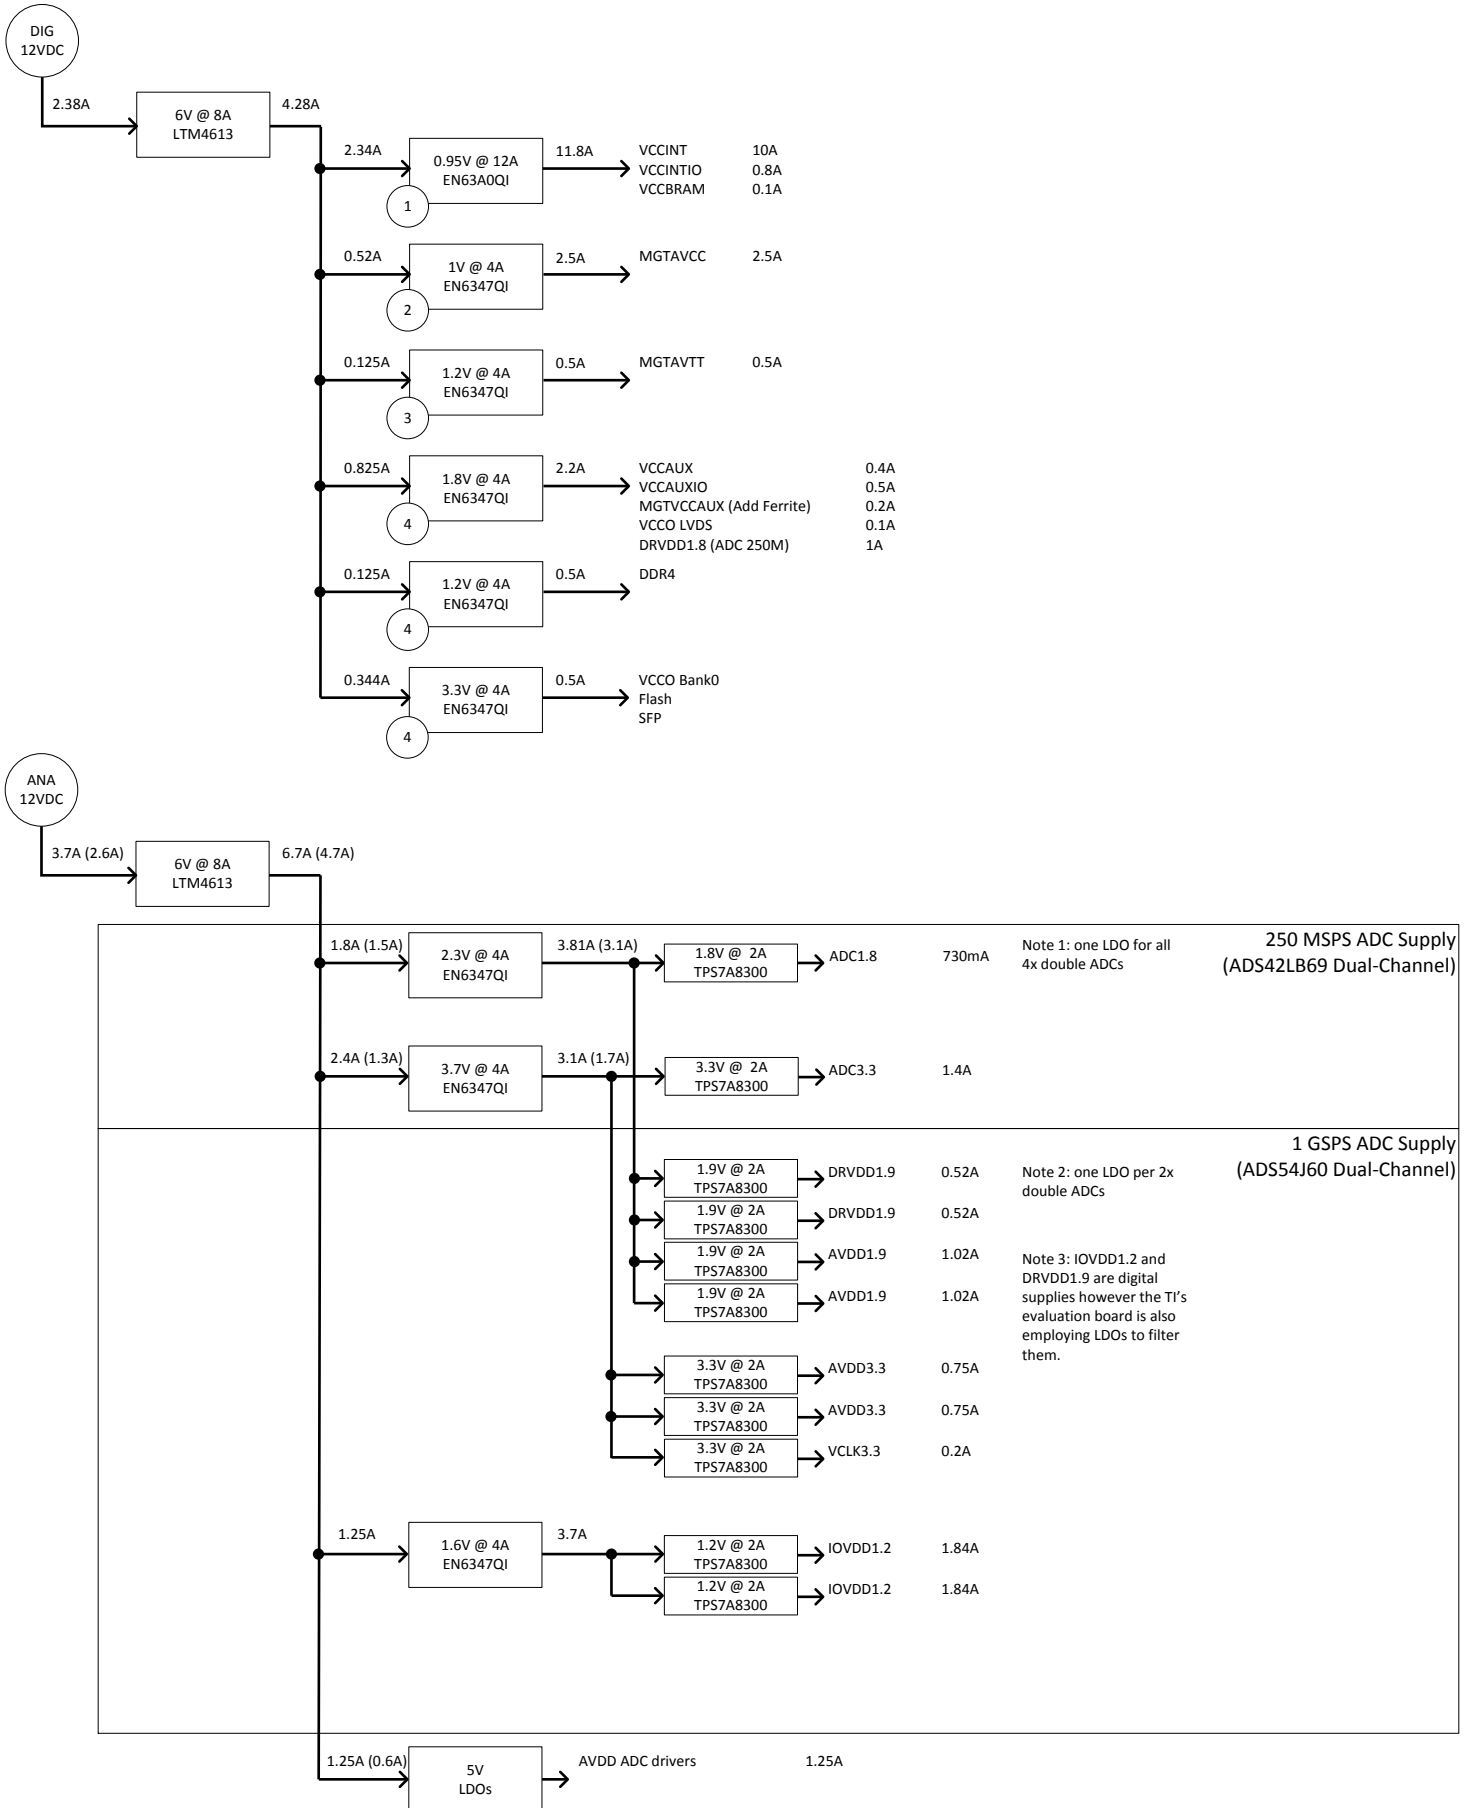 DIG
12VDC
2.38A
6V @ 8A
LTM4613
4.28A
2.34A
0.95V @ 12A
EN63A0QI
1
11.8A
VCCINT 10A
VCCINTIO 0.8A
VCCBRAM 0.1A
0.52A
1V @ 4A
EN6347QI
2
2.5A
MGTAVCC 2.5A
0.125A
1.2V @ 4A
EN6347QI
3
0.5A
MGTAVTT 0.5A
0.825A
1.8V @ 4A
EN6347QI
4
2.2A
VCCAUX 0.4A
VCCAUXIO 0.5A
MGTVCCAUX (Add Ferrite) 0.2A
VCCO LVDS 0.1A
DRVDD1.8 (ADC 250M) 1A
0.125A
1.2V @ 4A
EN6347QI
4
0.5A
DDR4
0.344A
3.3V @ 4A
EN6347QI
4
0.5A
VCCO Bank0
Flash
SFP
ANA
12VDC
3.7A (2.6A)
6V @ 8A
LTM4613
6.7A (4.7A)
250 MSPS ADC Supply
(ADS42LB69 Dual-Channel)
1.8A (1.5A)
2.3V @ 4A
EN6347QI
3.81A (3.1A)
1.8V @ 2A
TPS7A8300
ADC1.8 730mA
Note 1: one LDO for all
4x double ADCs
2.4A (1.3A)
3.7V @ 4A
EN6347QI
3.1A (1.7A)
3.3V @ 2A
TPS7A8300
ADC3.3 1.4A
1 GSPS ADC Supply
(ADS54J60 Dual-Channel)
1.9V @ 2A
TPS7A8300
DRVDD1.9 0.52A
Note 2: one LDO per 2x
double ADCs
1.9V @ 2A
TPS7A8300
DRVDD1.9 0.52A
1.9V @ 2A
TPS7A8300
AVDD1.9 1.02A
1.9V @ 2A
TPS7A8300
AVDD1.9 1.02A
Note 3: IOVDD1.2 and
DRVDD1.9 are digital
supplies however the TI's
evaluation board is also
employing LDOs to filter
them.
3.3V @ 2A
TPS7A8300
AVDD3.3 0.75A
3.3V @ 2A
TPS7A8300
AVDD3.3 0.75A
3.3V @ 2A
TPS7A8300
VCLK3.3 0.2A
1.25A
1.6V @ 4A
EN6347QI
3.7A
1.2V @ 2A
TPS7A8300
IOVDD1.2 1.84A
1.2V @ 2A
TPS7A8300
IOVDD1.2 1.84A
1.25A (0.6A)
5V
LDOs
AVDD ADC drivers 1.25A